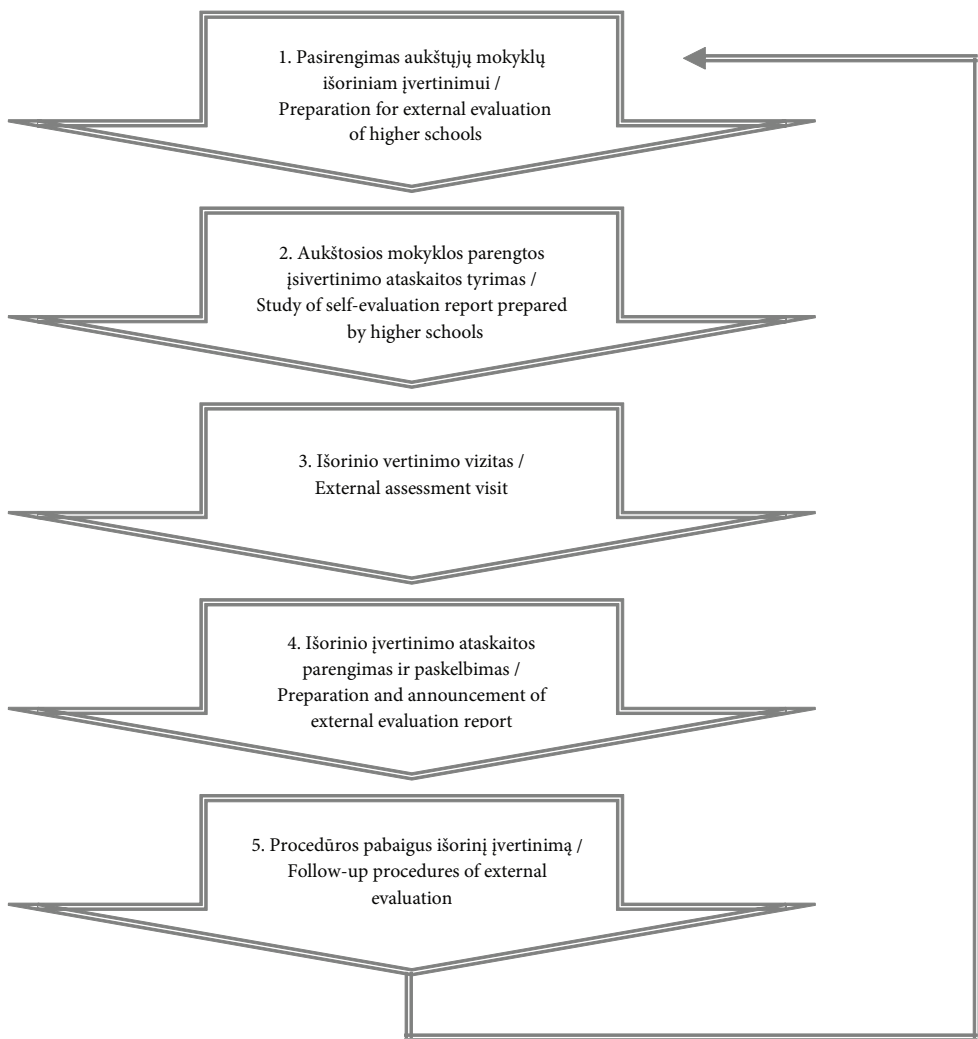 1. Pasirengimas aukštųjų mokyklų
išoriniam įvertinimui /
Preparation for external evaluation
of higher schools
2. Aukštosios mokyklos parengtos
įsivertinimo ataskaitos tyrimas /
Study of self-evaluation report prepared
by higher schools
3. Išorinio vertinimo vizitas /
External assessment visit
4. Išorinio įvertinimo ataskaitos
parengimas ir paskelbimas /
Preparation and announcement of
external evaluation report
5. Procedūros pabaigus išorinį įvertinimą /
Follow-up procedures of external
evaluation